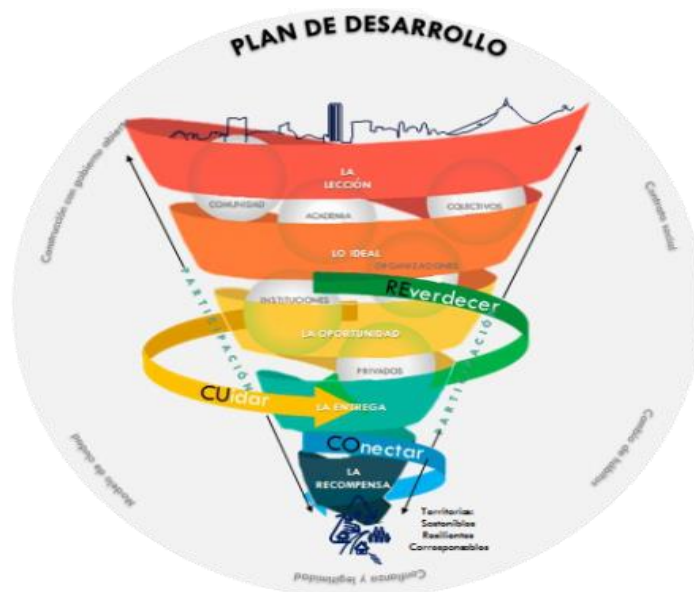 PLAN DE DESARROLLO
Construcción con gobierno abierto
Contrato social
LA
LECCIÓN
COMUNIDAD
ACADEMIA
COLECTIVOS
LO IDEAL
ORGANIZACIONES
INSTITUCIONES
REverdecer
LA OPORTUNIDAD
PARTICIPACIÓN
PARTICIPACIÓN
PRIVADOS
CUidar
LA ENTREGA
COnectar
LA
RECOMPENSA
Modelo de ciudad
Cambio de hábitos
Territorios:
Sostenibles
Resilientes
Corresponsables
Confianza y legitimidad